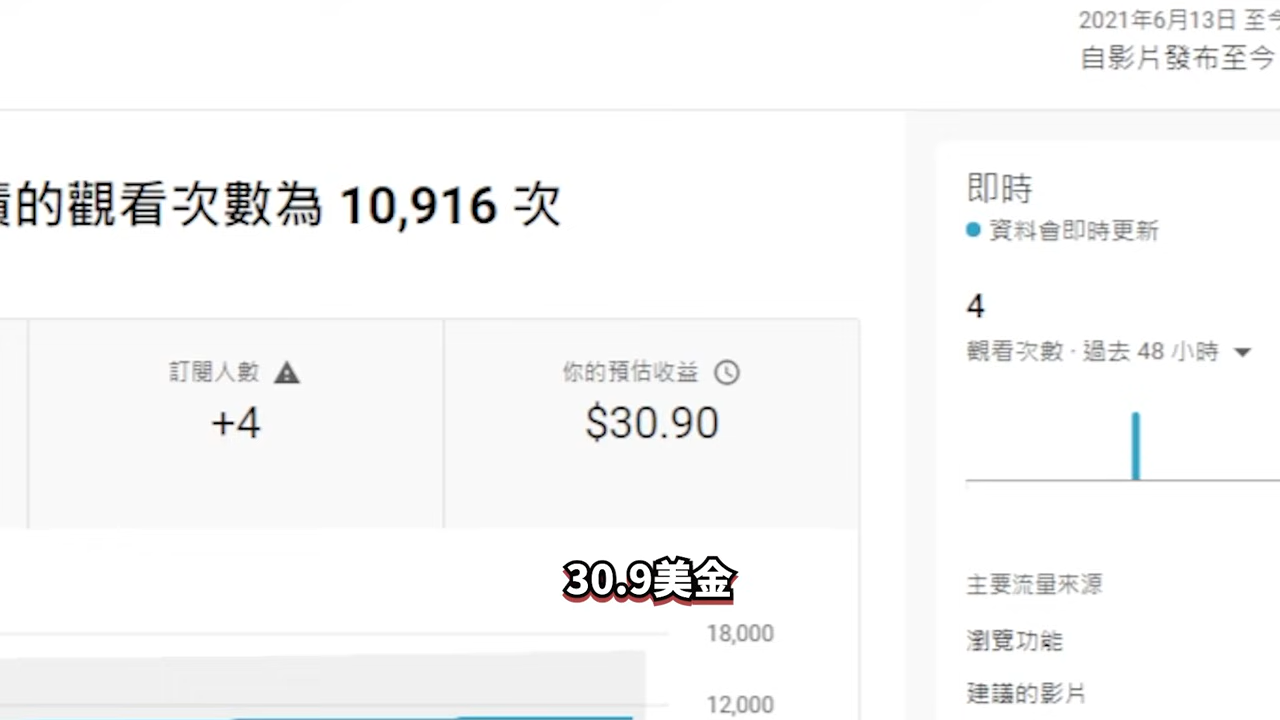 2021年6月13日 至今
自影片發布至今
的觀看次數為 10,916 次
即時
資料會即時更新
4
觀看次數 · 過去 48 小時
訂閱人數
+4
你的預估收益
$30.90
30.9美金
18,000
12,000
主要流量來源
瀏覽功能
建議的影片